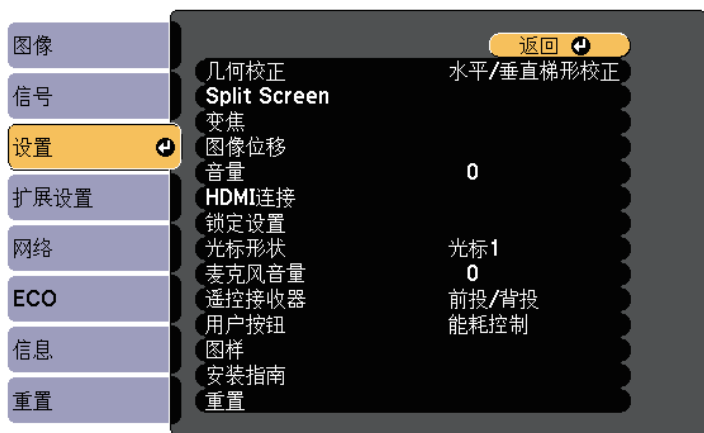 图像
信号
设置
扩展设置
网络
ECO
信息
重置
返回
几何校正 水平/垂直梯形校正
Split Screen
变焦
图像位移
音量 0
HDMI连接
锁定设置
光标形状 光标1
麦克风音量 0
遥控接收器 前投/背投
用户按钮 能耗控制
图样
安装指南
重置